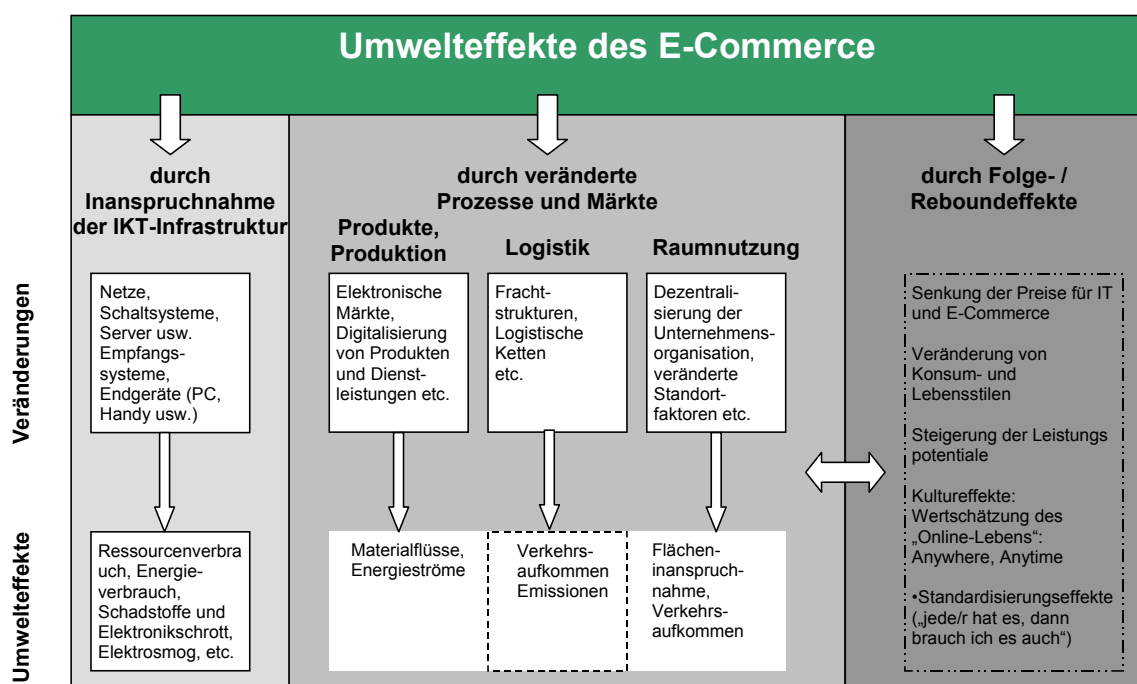 Umwelteffekte des E-Commerce
durch
Inanspruchnahme
der IKT-Infrastruktur
durch veränderte
Prozesse und Märkte
durch Folge- /
Reboundeffekte
Produkte,
Produktion
Logistik
Raumnutzung
Veränderungen
Netze,
Schaltsysteme,
Server usw.
Empfangs-
systeme,
Endgeräte (PC,
Handy usw.)
Elektronische
Märkte,
Digitalisierung
von Produkten
und Dienst-
leistungen etc.
Fracht-
strukturen,
Logistische
Ketten
etc.
Dezentrali-
sierung der
Unternehmens-
organisation,
veränderte
Standort-
faktoren etc.
Senkung der Preise für IT
und E-Commerce
Veränderung von
Konsum- und
Lebensstilen
Steigerung der Leistungs
potentiale
Kultureffekte:
Wertschätzung des
„Online-Lebens“:
Anywhere, Anytime
•Standardisierungseffekte
(„jede/r hat es, dann
brauch ich es auch“)
Umwelteffekte
Ressourcenverbra
uch, Energie-
verbrauch,
Schadstoffe und
Elektronikschrott,
Elektrosmog, etc.
Materialflüsse,
Energieströme
Verkehrs-
aufkommen
Emissionen
Flächen-
inanspruch-
nahme,
Verkehrs-
aufkommen